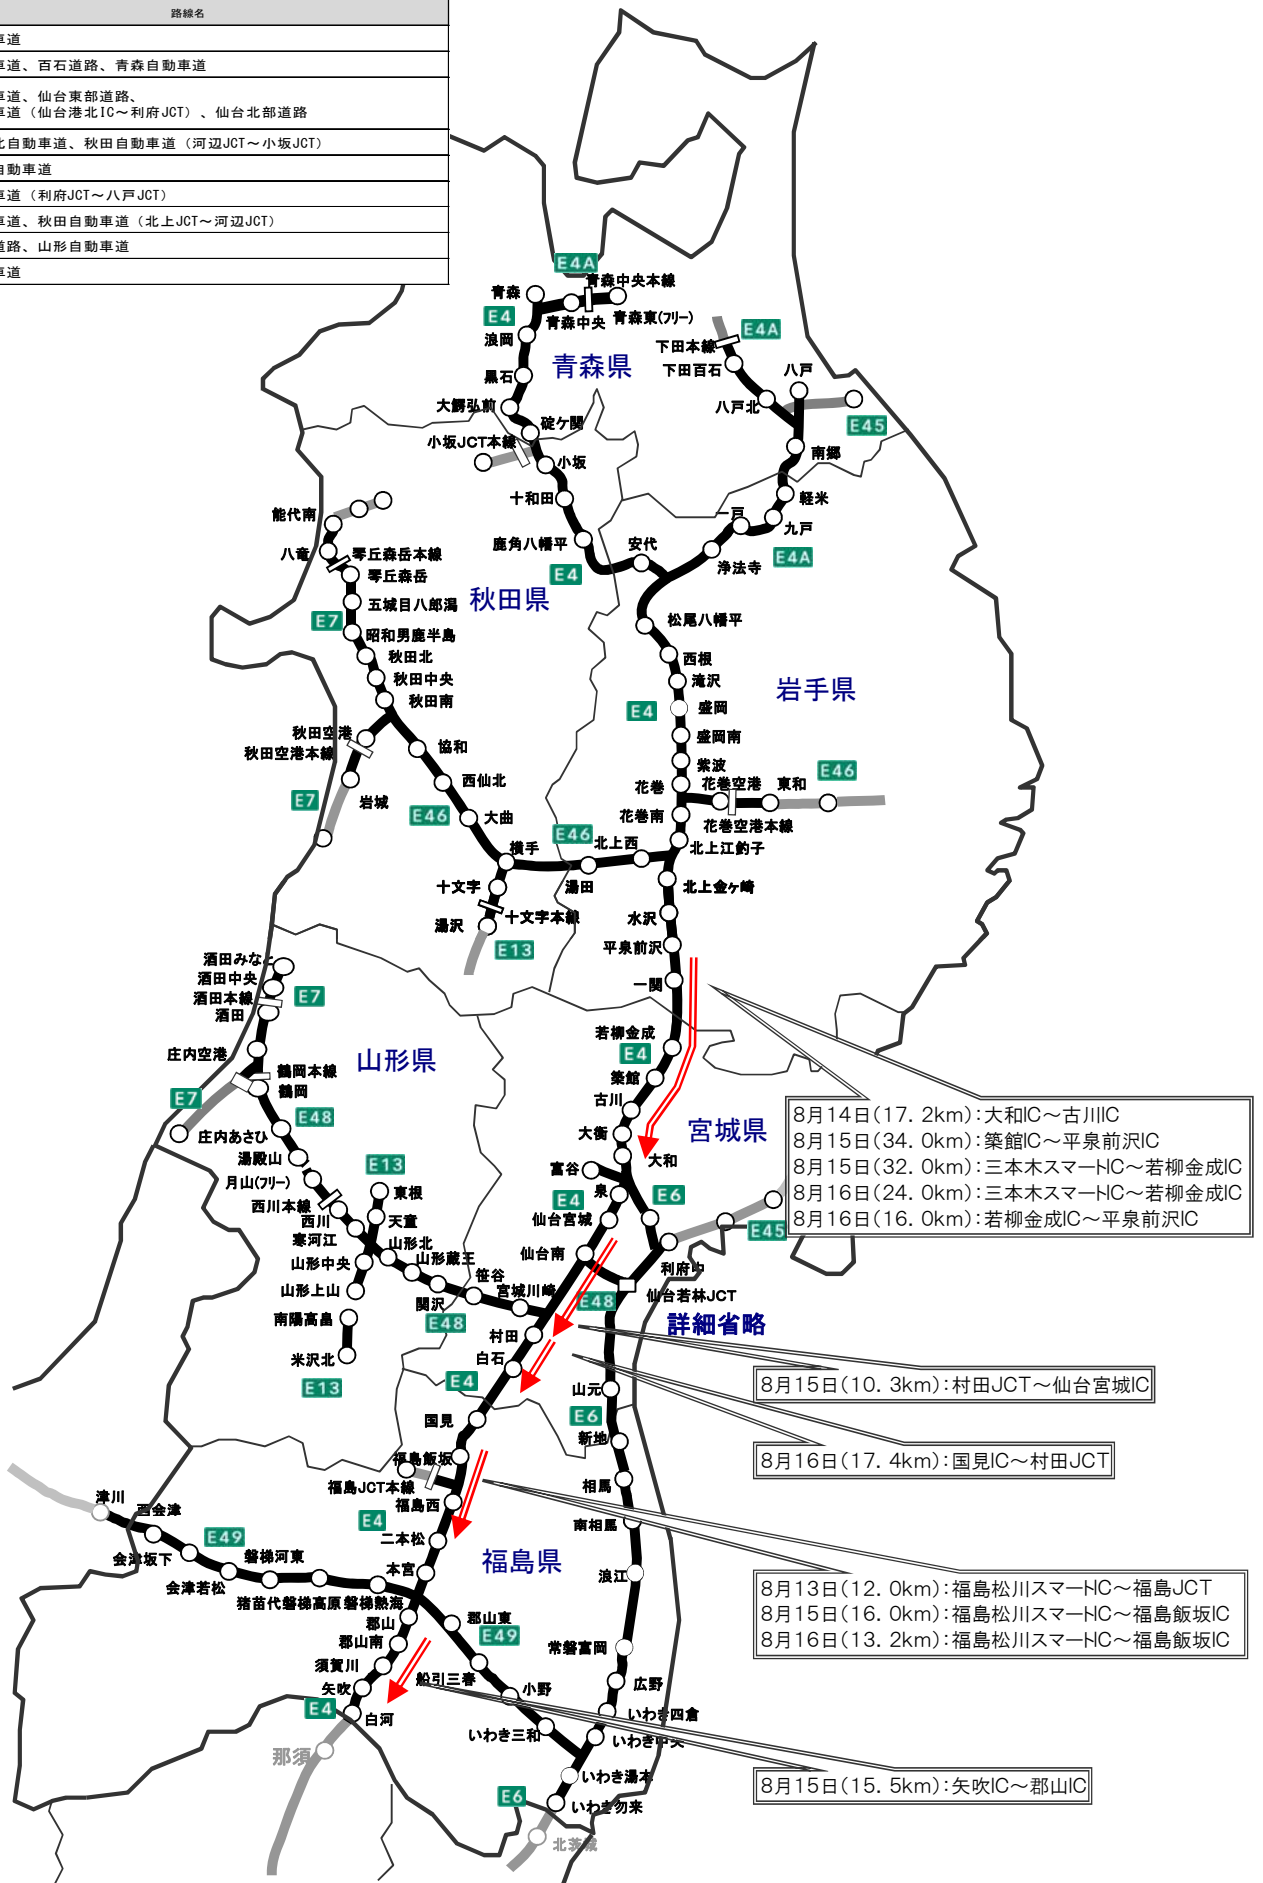 路線名
車道
車道、百石道路、青森自動車道
車道、仙台東部道路、
車道（仙台港北IC～利府JCT）、仙台北部道路
北自動車道、秋田自動車道（河辺JCT～小坂JCT）
自動車道
車道（利府JCT～八戸JCT）
車道、秋田自動車道（北上JCT～河辺JCT）
道路、山形自動車道
車道
E4A
青森中央本線
青森
E4
青森中央
青森東(フリー)
浪岡
青森県
黒石
大鰐弘前
碇ケ関
小坂JCT本線
小坂
十和田
鹿角八幡平
E4
E4A
下田本線
下田百石
八戸
八戸北
E45
南郷
軽米
一戸
九戸
E4A
浄法寺
安代
能代南
八竜
琴丘森岳本線
琴丘森岳
秋田県
五城目八郎潟
E7
昭和男鹿半島
秋田北
秋田中央
秋田南
秋田空港
秋田空港本線
協和
E7
岩城
西仙北
E46
大曲
横手
十文字
十文字本線
湯沢
E13
松尾八幡平
西根
滝沢
岩手県
E4
盛岡
盛岡南
紫波
花巻
花巻空港
東和
E46
花巻南
花巻空港本線
E46
北上西
北上江釣子
湯田
北上金ヶ崎
水沢
平泉前沢
一関
若柳金成
E4
築館
古川
大衡
宮城県
大和
富谷
泉
E4
E6
仙台宮城
仙台南
E45
利府中
仙台若林JCT
E48
詳細省略
酒田みなと
酒田中央
酒田本線
E7
酒田
庄内空港
山形県
鶴岡本線
鶴岡
E7
E48
庄内あさひ
湯殿山
月山(フリー)
E13
東根
西川本線
西川
天童
寒河江
山形北
山形中央
山形蔵王
笹谷
山形上山
宮城川崎
関沢
E48
南陽高畠
米沢北
E13
村田
白石
E4
国見
山元
E6
新地
福島飯坂
福島JCT本線
相馬
福島西
E4
南相馬
二本松
福島県
本宮
浪江
津川
西会津
E49
会津坂下
磐梯河東
会津若松
猪苗代磐梯高原
磐梯熱海
郡山
郡山東
E49
郡山南
常磐富岡
須賀川
船引三春
矢吹
小野
広野
E4
白河
いわき四倉
いわき三和
いわき中央
那須
いわき湯本
E6
いわき勿来
北茨城
8月14日(17.2km)：大和IC～古川IC
8月15日(34.0km)：築館IC～平泉前沢IC
8月15日(32.0km)：三本木スマートIC～若柳金成IC
8月16日(24.0km)：三本木スマートIC～若柳金成IC
8月16日(16.0km)：若柳金成IC～平泉前沢IC
8月15日(10.3km)：村田JCT～仙台宮城IC
8月16日(17.4km)：国見IC～村田JCT
8月13日(12.0km)：福島松川スマートIC～福島JCT
8月15日(16.0km)：福島松川スマートIC～福島飯坂IC
8月16日(13.2km)：福島松川スマートIC～福島飯坂IC
8月15日(15.5km)：矢吹IC～郡山IC